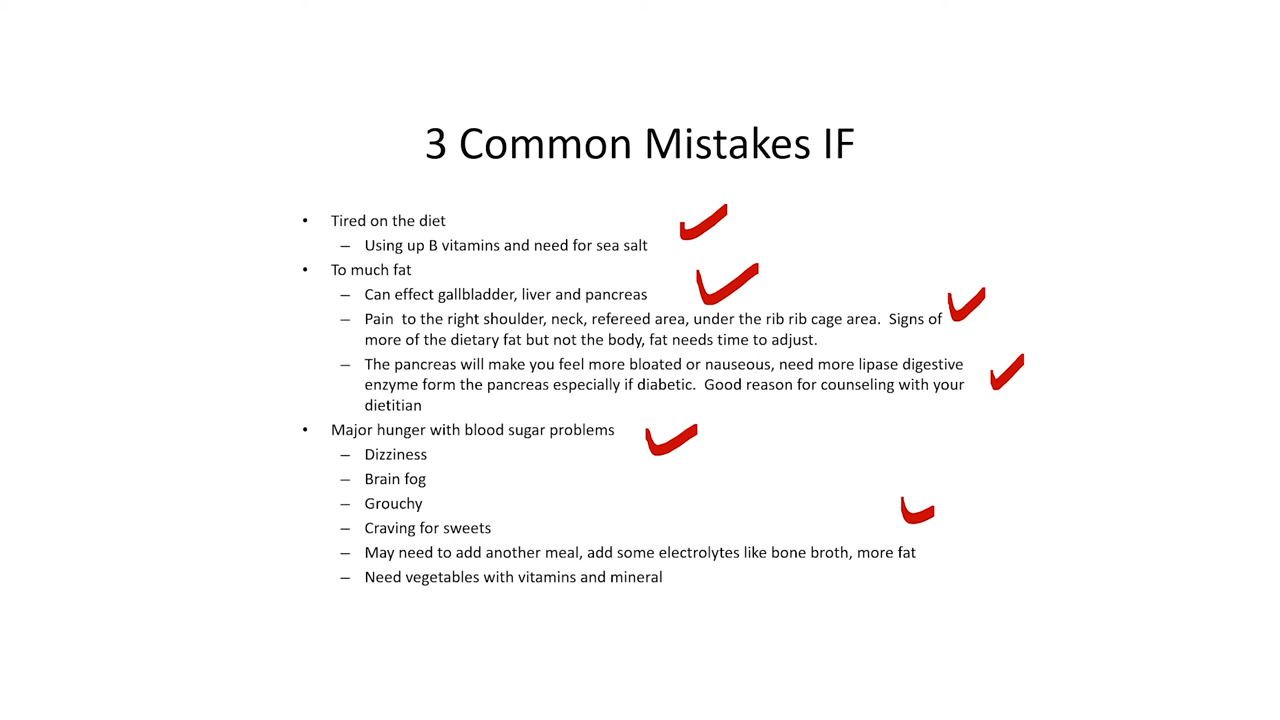 3 Common Mistakes IF
• Tired on the diet
– Using up B vitamins and need for sea salt
• To much fat
– Can effect gallbladder, liver and pancreas
– Pain to the right shoulder, neck, refereed area, under the rib rib cage area. Signs of
more of the dietary fat but not the body, fat needs time to adjust.
– The pancreas will make you feel more bloated or nauseous, need more lipase digestive
enzyme form the pancreas especially if diabetic. Good reason for counseling with your
dietitian
• Major hunger with blood sugar problems
– Dizziness
– Brain fog
– Grouchy
– Craving for sweets
– May need to add another meal, add some electrolytes like bone broth, more fat
– Need vegetables with vitamins and mineral